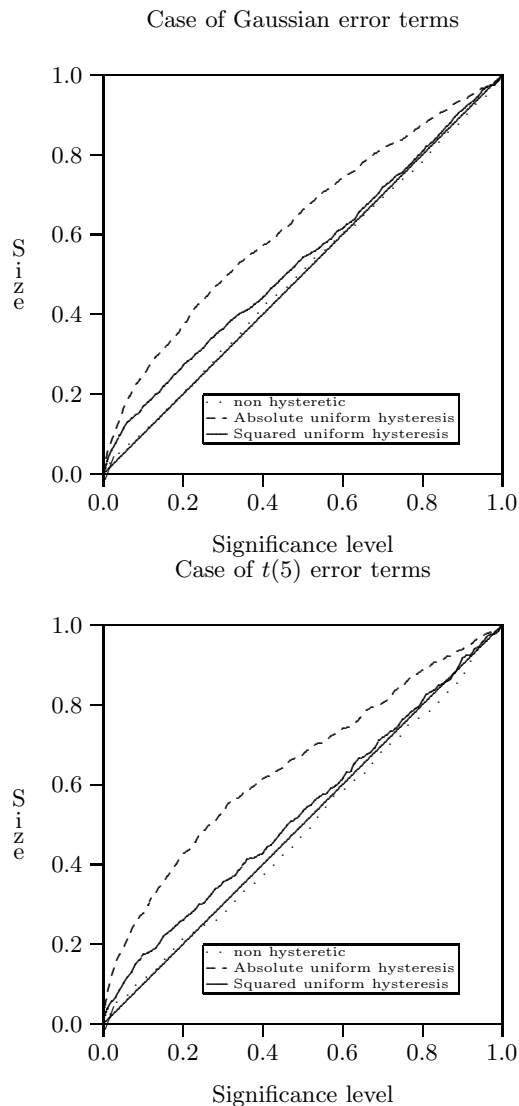 Case of Gaussian error terms
1.0
0.8
0.6
0.4
0.2
0.0
Size
non hysteretic
Absolute uniform hysteresis
Squared uniform hysteresis
0.0 0.2 0.4 0.6 0.8 1.0
Significance level
Case of t(5) error terms
1.0
0.8
0.6
0.4
0.2
0.0
Size
non hysteretic
Absolute uniform hysteresis
Squared uniform hysteresis
0.0 0.2 0.4 0.6 0.8 1.0
Significance level